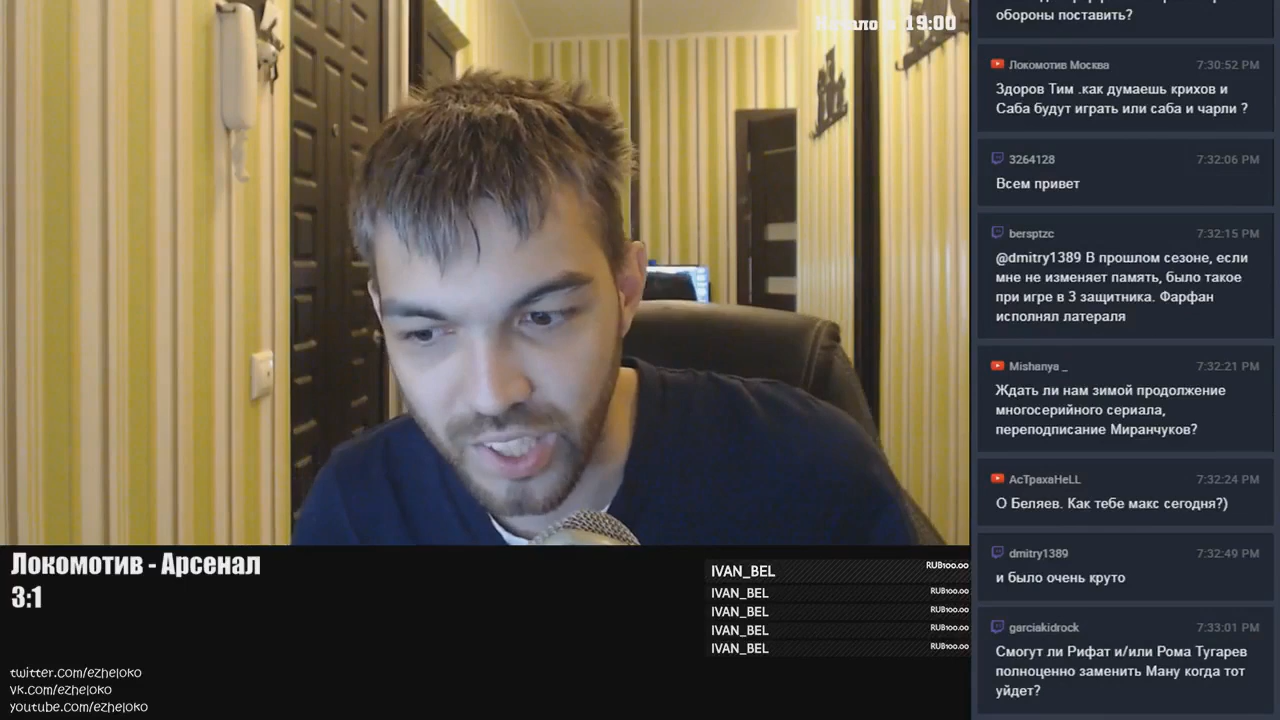 Начало в 19:00
обороны поставить?
Локомотив Москва 7:30:52 PM
Здоров Тим .как думаешь крихов и
Саба будут играть или саба и чарли ?
3264128 7:32:06 PM
Всем привет
bersptzc 7:32:15 PM
@dmitry1389 В прошлом сезоне, если
мне не изменяет память, было такое
при игре в 3 защитника. Фарфан
исполнял латераля
Mishanya _ 7:32:21 PM
Ждать ли нам зимой продолжение
многосерийного сериала,
переподписание Миранчуков?
АсТрахаНеLL 7:32:24 PM
О Беляев. Как тебе макс сегодня?)
dmitry1389 7:32:49 PM
и было очень круто
garciakidrock 7:33:01 PM
Смогут ли Рифат и/или Рома Тугарев
полноценно заменить Ману когда тот
уйдет?
Локомотив - Арсенал
3:1
IVAN_BEL RUB100.00
IVAN_BEL RUB100.00
IVAN_BEL RUB100.00
IVAN_BEL RUB100.00
IVAN_BEL RUB100.00
twitter.com/ezheloko
vk.com/ezheloko
youtube.com/ezheloko